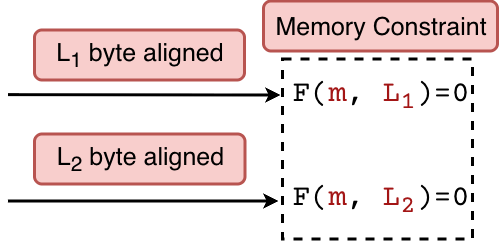 Memory Constraint
L₁ byte aligned
F(m, L₁)=0
L₂ byte aligned
F(m, L₂)=0